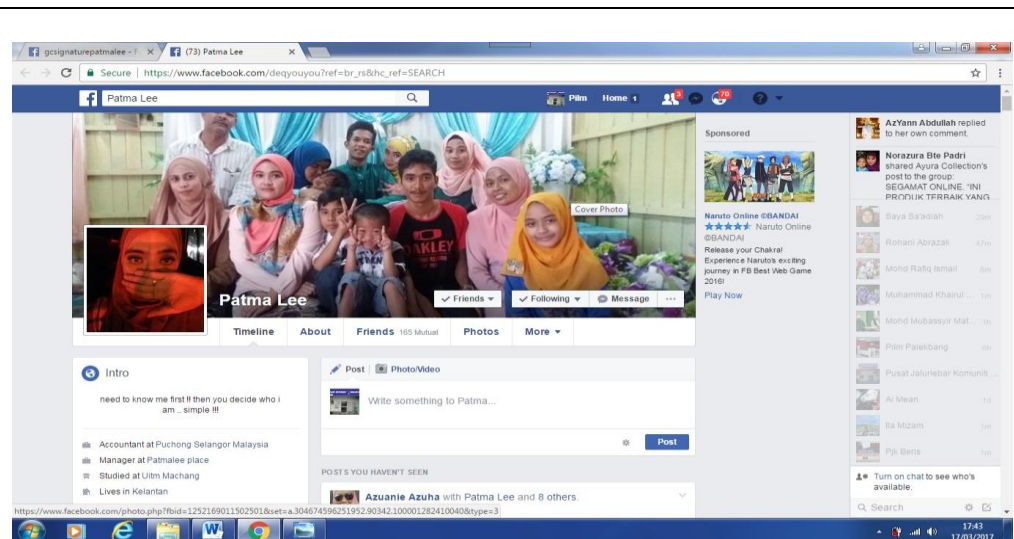 gcsignaturepatmalee - F
(73) Patma Lee
Secure | https://www.facebook.com/deqyouyou?ref=br_rs&hc_ref=SEARCH
Patma Lee
Pilm
Home 1
3
70
OAKLEY
Cover Photo
Patma Lee
Friends
Following
Message
Timeline
About
Friends 165 Mutual
Photos
More
Intro
need to know me first !! then you decide who i
am .. simple !!!
Accountant at Puchong Selangor Malaysia
Manager at Patmalee place
Studied at Uitm Machang
Lives in Kelantan
Post
Photo/Video
Write something to Patma...
Post
POSTS YOU HAVEN'T SEEN
Azuanie Azuha with Patma Lee and 8 others.
Sponsored
Naruto Online ©BANDAI
Naruto Online
©BANDAI
Release your Chakra!
Experience Naruto's exciting
journey in FB Best Web Game
2016!
Play Now
AzYann Abdullah replied
to her own comment.
Norazura Bte Padri
shared Ayura Collection's
post to the group:
SEGAMAT ONLINE. "INI
PRODUK TERBAIK YANG
Saya Sa'adiah
Rohani Abrazak
Mohd Rafiq Ismail
Muhammad Khairul ...
Mohd Mubassyir Mat...
Pilm Palekbang
Pusat Jalurlebar Komuniti...
Al Mean
Ita Mizam
Pjk Beris
Turn on chat to see who's
available.
Search
https://www.facebook.com/photo.php?fbid=1252169011502501&set=a.304674596251952.90342.100001282410040&type=3
17:43
17/03/2017